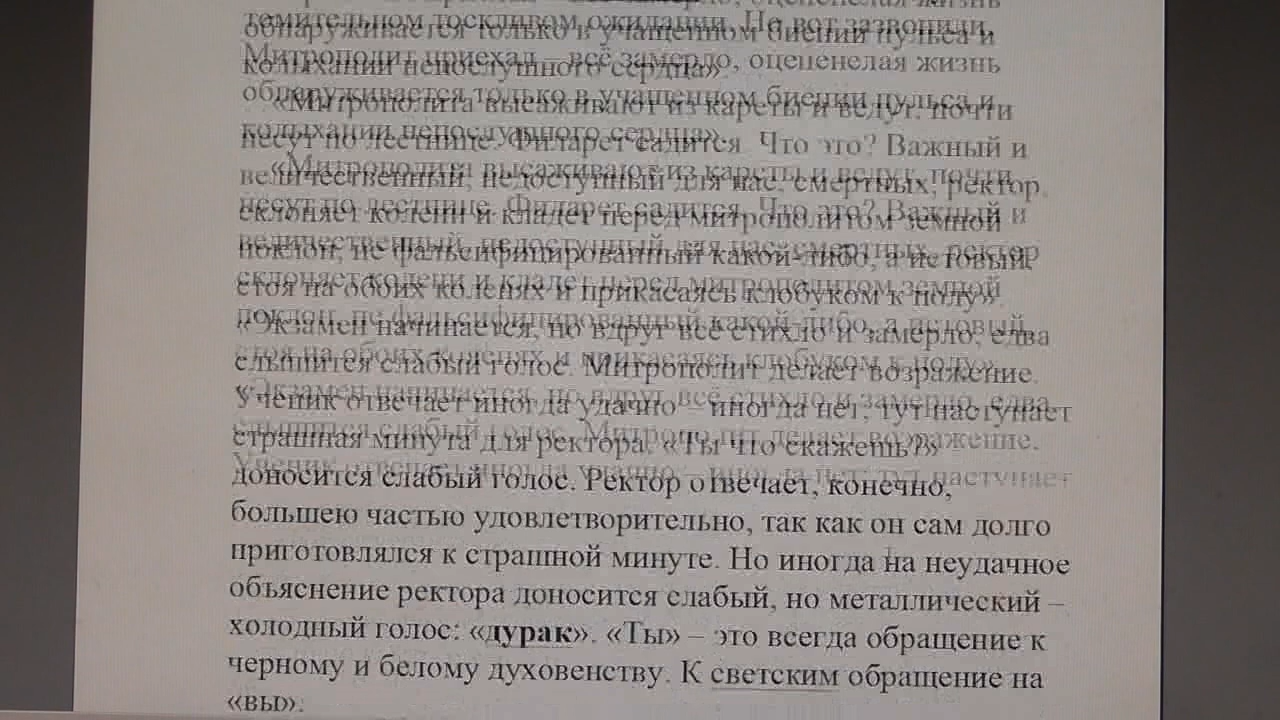 томительном тоскливом ожидании. Но вот зазвонили,
Митрополит приехал – всё замерло, оцепенелая жизнь
обнаруживается только в учащенном биении пульса и
колыхании непослушного сердца».
«Митрополита высаживают из кареты и ведут, почти
несут по лестнице. Филарет садится. Что это? Важный и
величественный, недоступный для нас, смертных, ректор
склоняет колени и кладет перед митрополитом земной
поклон, не фальсифицированный какой-либо, а истовый,
стоя на обоих коленях и прикасаясь клобуком к полу».
«Экзамен начинается, но вдруг всё стихло и замерло, едва
слышится слабый голос. Митрополит делает возражение.
Ученик отвечает иногда удачно – иногда нет; тут наступает
страшная минута для ректора. «Ты что скажешь?»
доносится слабый голос. Ректор отвечает, конечно,
большею частью удовлетворительно, так как он сам долго
приготовлялся к страшной минуте. Но иногда на неудачное
объяснение ректора доносится слабый, но металлический –
холодный голос: «дурак». «Ты» – это всегда обращение к
черному и белому духовенству. К светским обращение на
«вы».